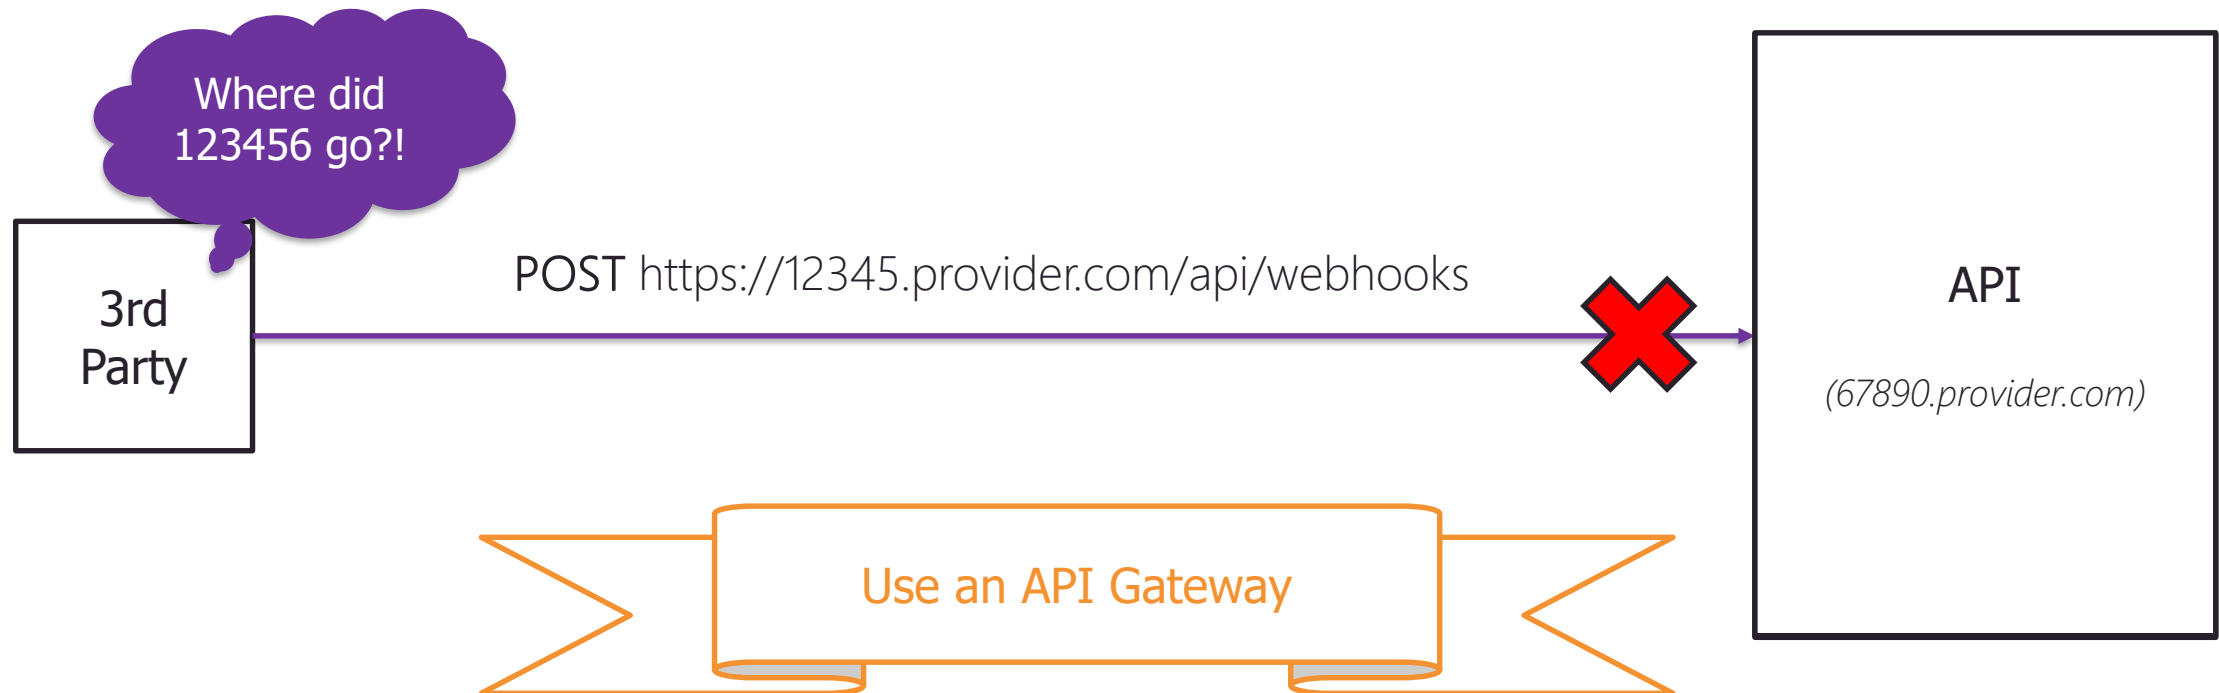 Where did
123456 go?!
3rd
Party
POST https://12345.provider.com/api/webhooks
API
(67890.provider.com)
Use an API Gateway